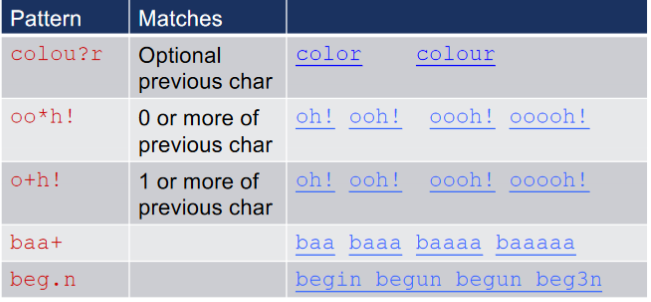 Pattern Matches
colou?r Optional previous char color colour
oo*h! 0 or more of previous char oh! ooh! oooh! ooooh!
o+h! 1 or more of previous char oh! ooh! oooh! ooooh!
baa+ baa baaa baaaa baaaaa
beg.n begin begun begun beg3n